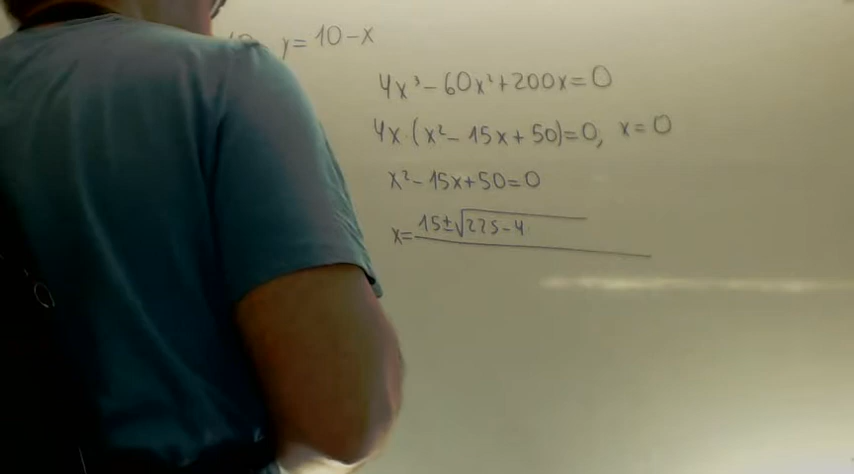 y = 10 - x
4x³ - 60x² + 200x = 0
4x · (x² - 15x + 50) = 0, x = 0
x² - 15x + 50 = 0
x = 15 ± √225 - 4